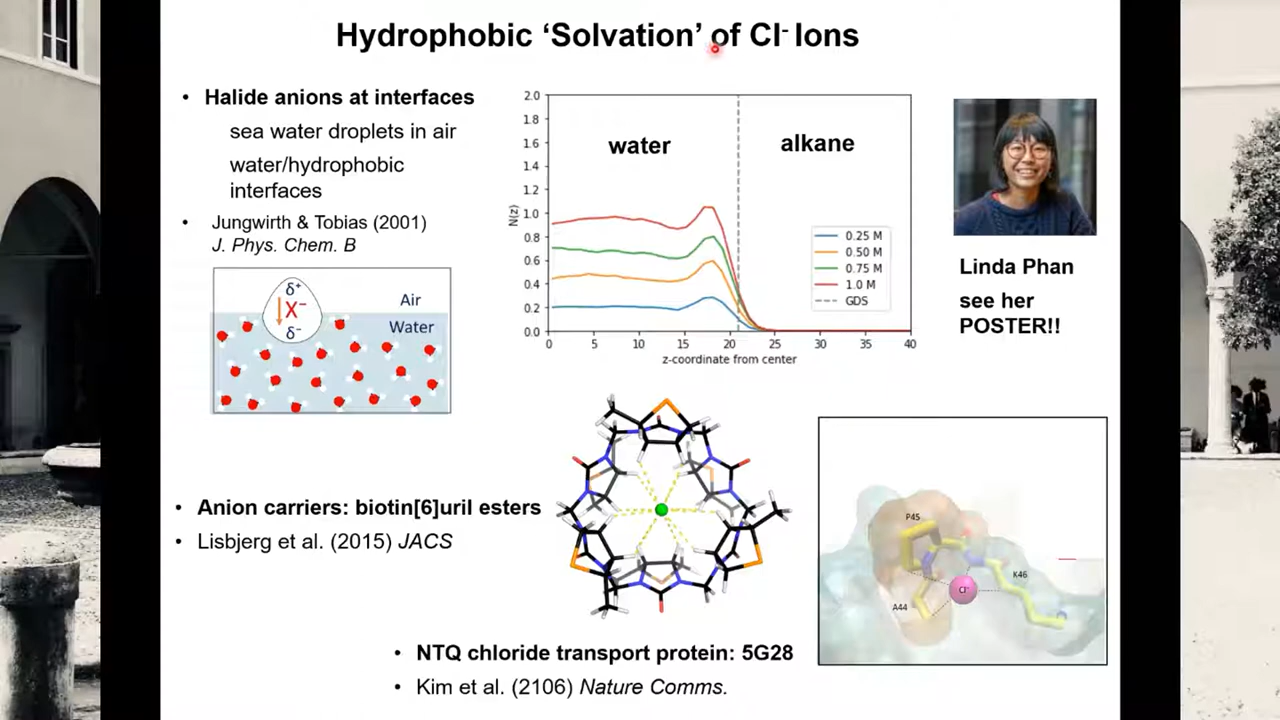 Hydrophobic ‘Solvation’ of Cl- Ions
• Halide anions at interfaces
sea water droplets in air
water/hydrophobic
interfaces
• Jungwirth & Tobias (2001)
J. Phys. Chem. B
δ+
X−
δ−
Air
Water
2.0
1.8
1.6
1.4
1.2
1.0
0.8
0.6
0.4
0.2
0.0
N(z)
water
alkane
0.25 M
0.50 M
0.75 M
1.0 M
GDS
0 5 10 15 20 25 30 35 40
z-coordinate from center
Linda Phan
see her
POSTER!!
• Anion carriers: biotin[6]uril esters
• Lisbjerg et al. (2015) JACS
P45
K46
Cl-
A44
• NTQ chloride transport protein: 5G28
• Kim et al. (2106) Nature Comms.